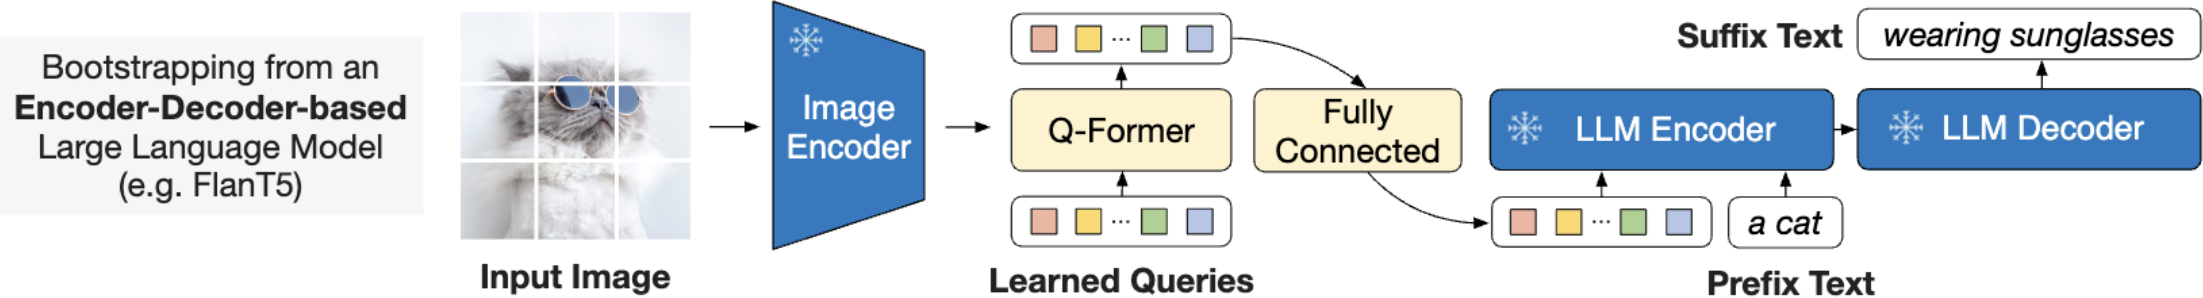 Bootstrapping from an
Encoder-Decoder-based
Large Language Model
(e.g. FlanT5)
Input Image
Image
Encoder
Q-Former
Learned Queries
Fully
Connected
LLM Encoder
a cat
Prefix Text
LLM Decoder
Suffix Text
wearing sunglasses